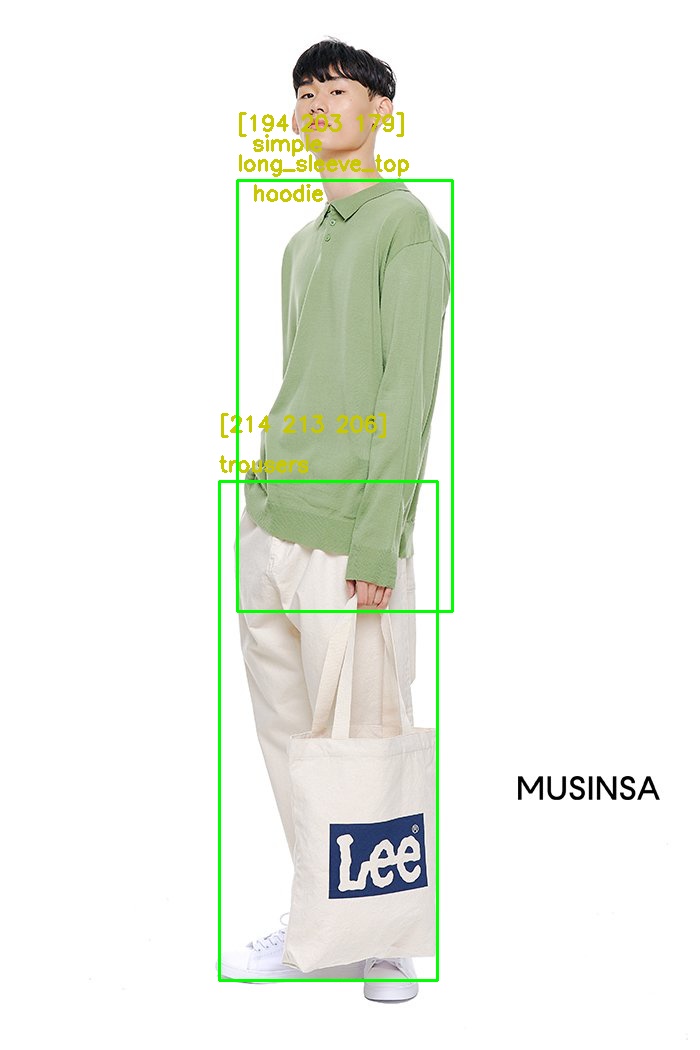 [194 203 179]
simple
long_sleeve_top
hoodie
[214 213 206]
trousers
MUSINSA
Lee®